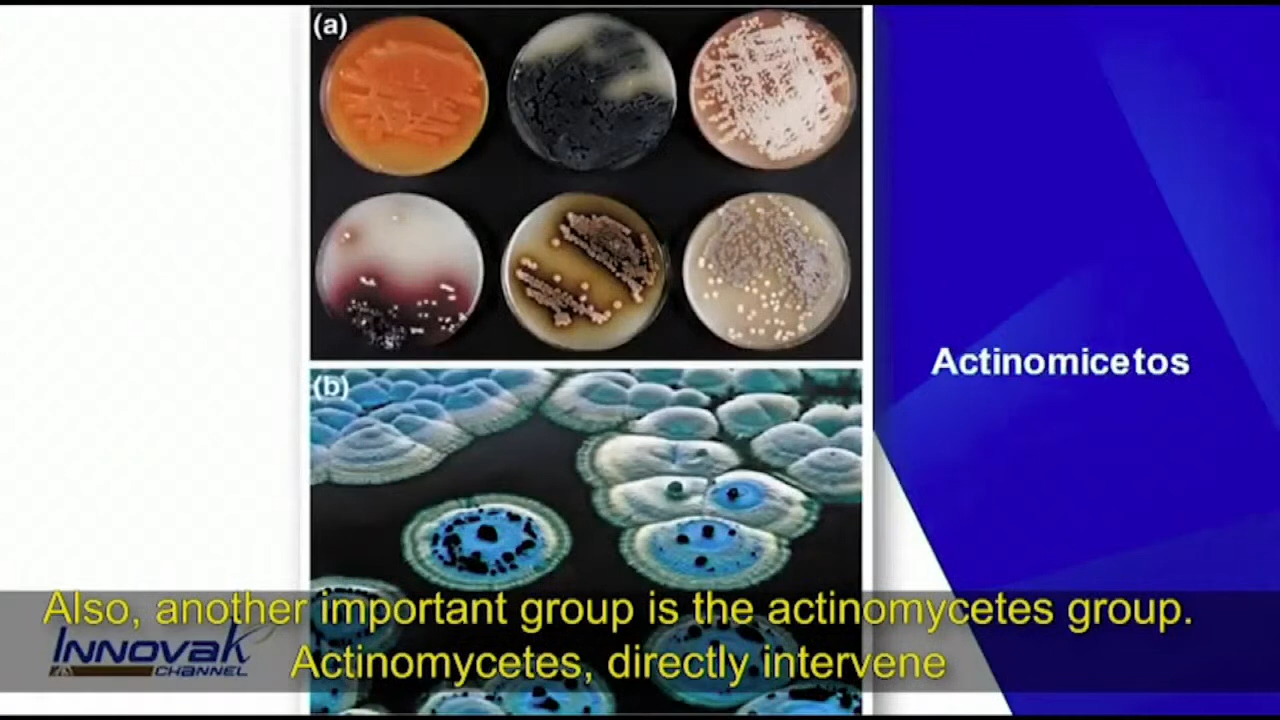 (a)
Actinomicetos
(b)
Also, another important group is the actinomycetes group.
Actinomycetes, directly intervene
INNOVAK
CHANNEL